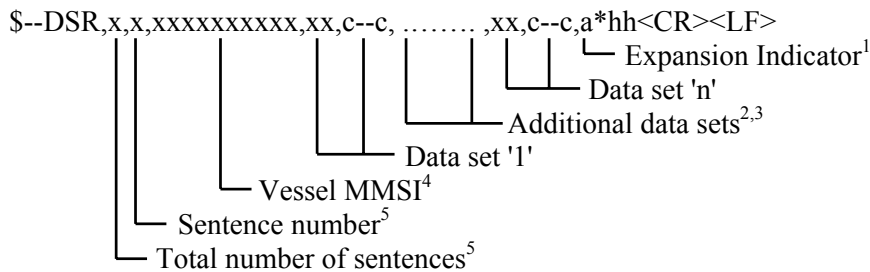 $--DSR,x,x,xxxxxxxxxx,xx,c--c, ........ ,xx,c--c,a*hh<CR><LF>
Expansion Indicator¹
Data set 'n'
Additional data sets²,³
Data set '1'
Vessel MMSI⁴
Sentence number⁵
Total number of sentences⁵